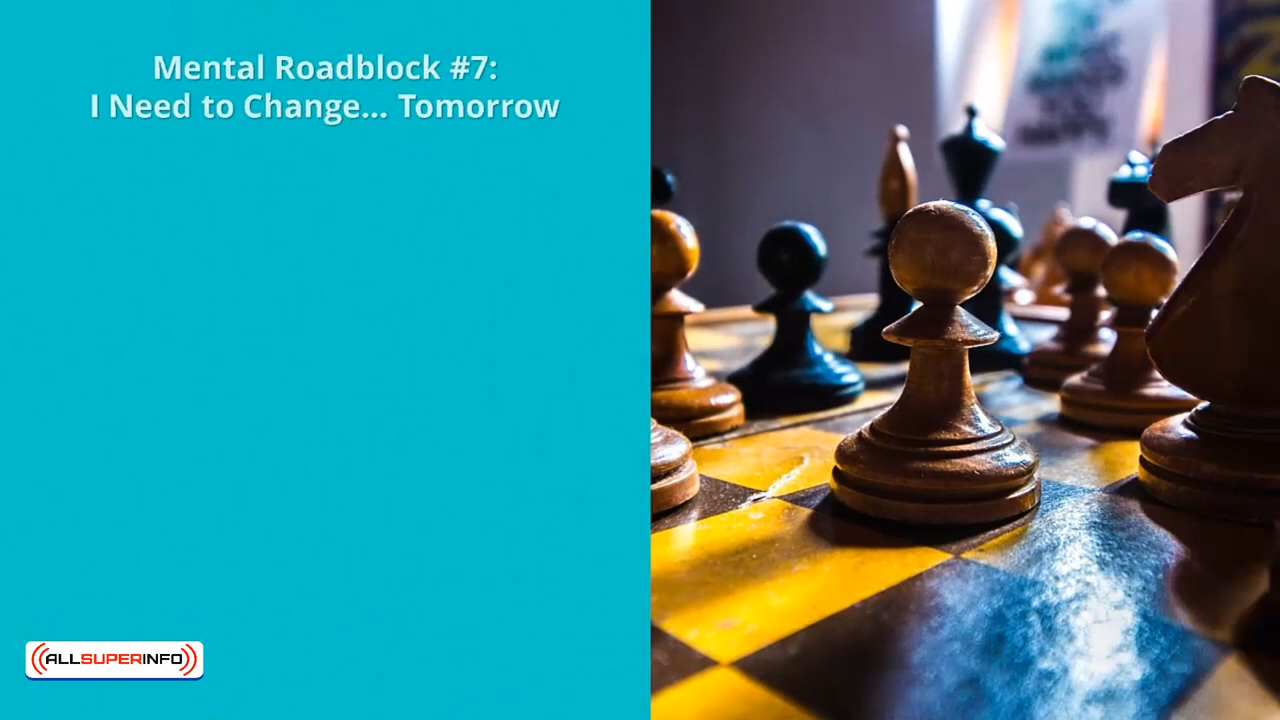 Mental Roadblock #7:
I Need to Change... Tomorrow
ALLSUPERINFO